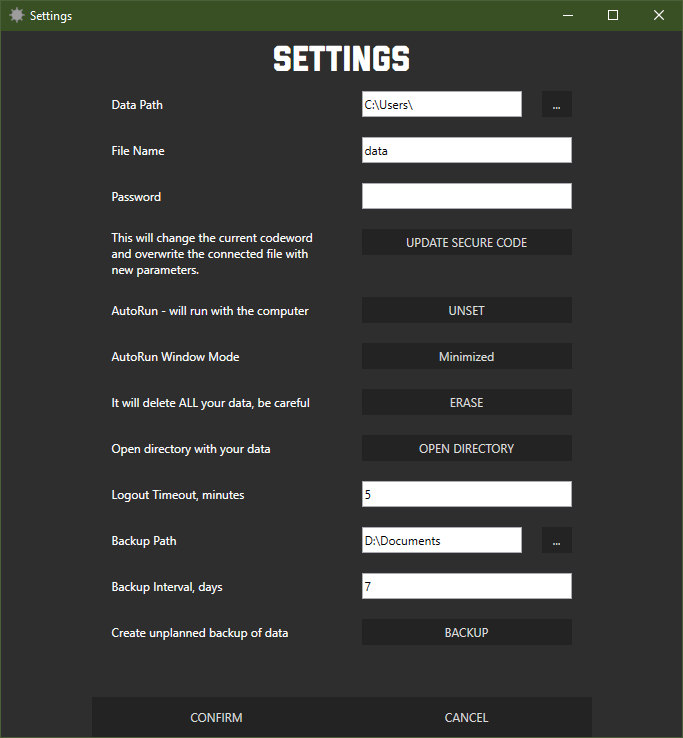 Settings
SETTINGS
Data Path
C:\Users\
...
File Name
data
Password
This will change the current codeword
and overwrite the connected file with
new parameters.
UPDATE SECURE CODE
AutoRun - will run with the computer
UNSET
AutoRun Window Mode
Minimized
It will delete ALL your data, be careful
ERASE
Open directory with your data
OPEN DIRECTORY
Logout Timeout, minutes
5
Backup Path
D:\Documents
...
Backup Interval, days
7
Create unplanned backup of data
BACKUP
CONFIRM
CANCEL